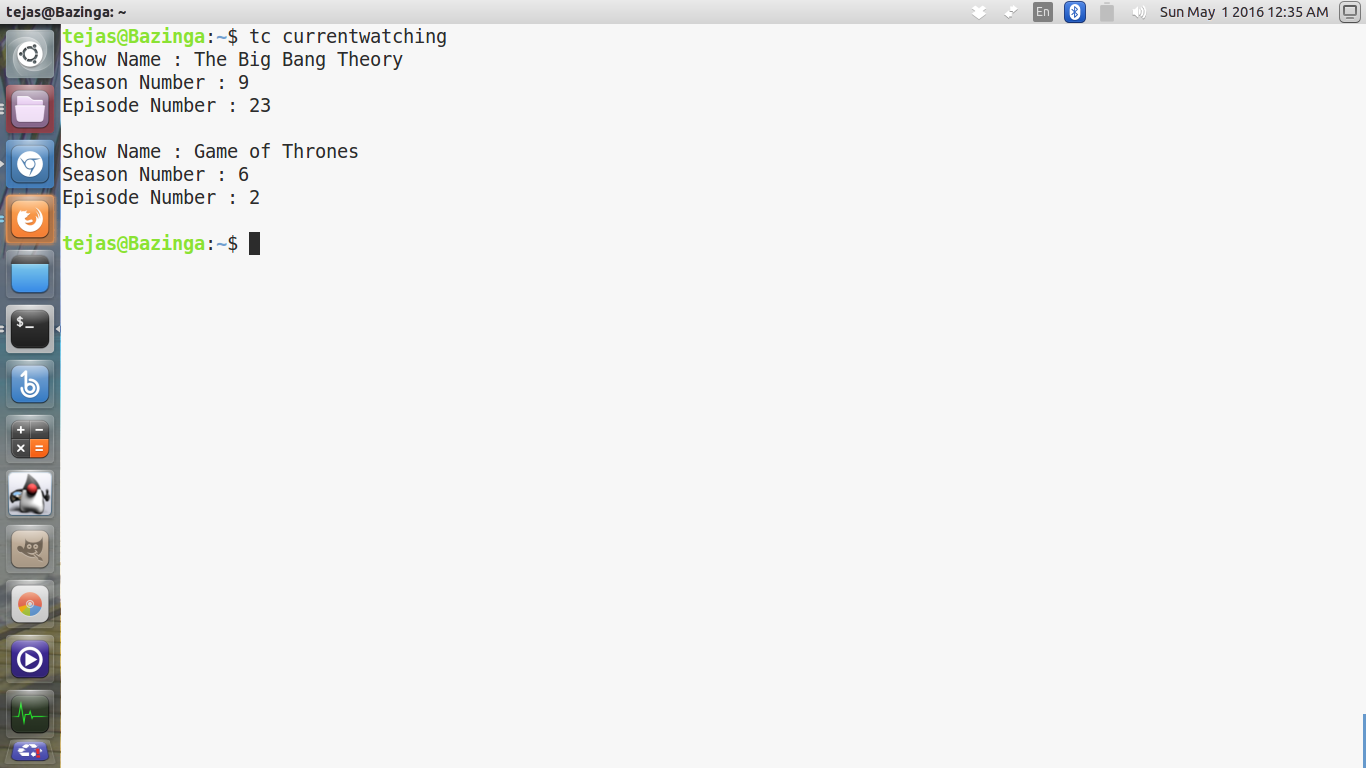 tejas@Bazinga: ~
En
Sun May 1 2016 12:35 AM
tejas@Bazinga:~$ tc currentwatching
Show Name : The Big Bang Theory
Season Number : 9
Episode Number : 23
Show Name : Game of Thrones
Season Number : 6
Episode Number : 2
tejas@Bazinga:~$